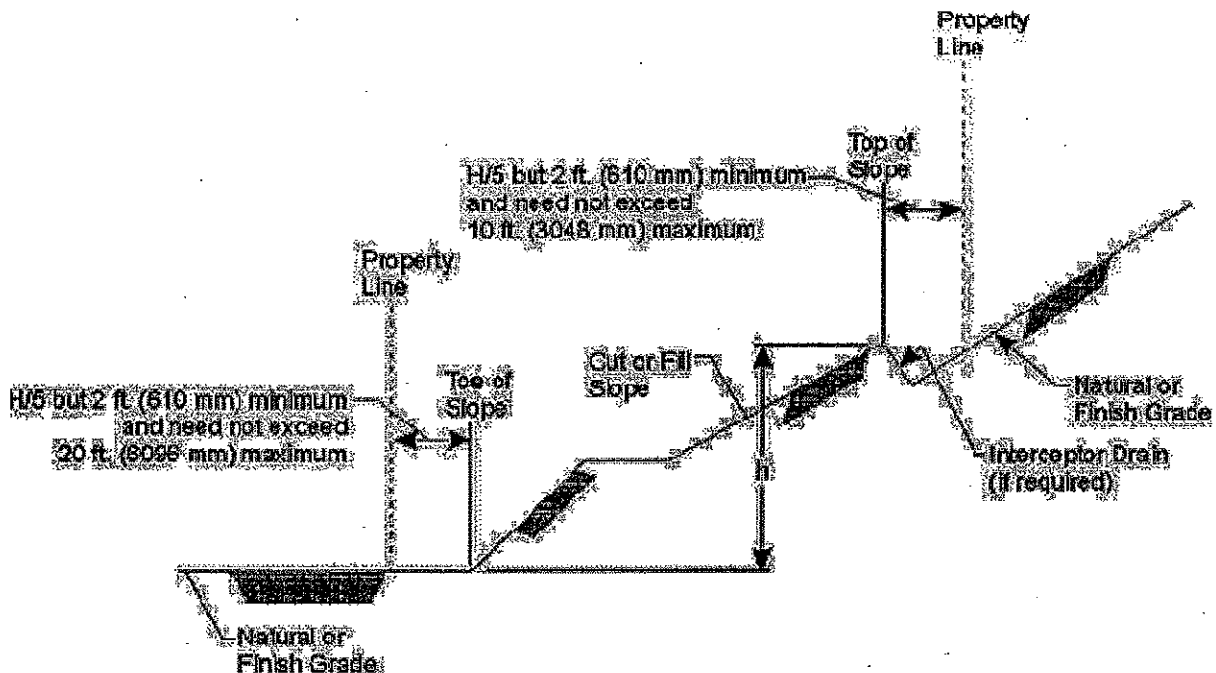 Property
Line
Top of
Slope
H/5 but 2 ft. (610 mm) minimum
and need not exceed
10 ft. (3048 mm) maximum
Property
Line
Toe of
Slope
H/5 but 2 ft. (610 mm) minimum
and need not exceed
20 ft. (6096 mm) maximum
Cut or Fill
Slope
h
Natural or
Finish Grade
Interceptor Drain
(if required)
Natural or
Finish Grade